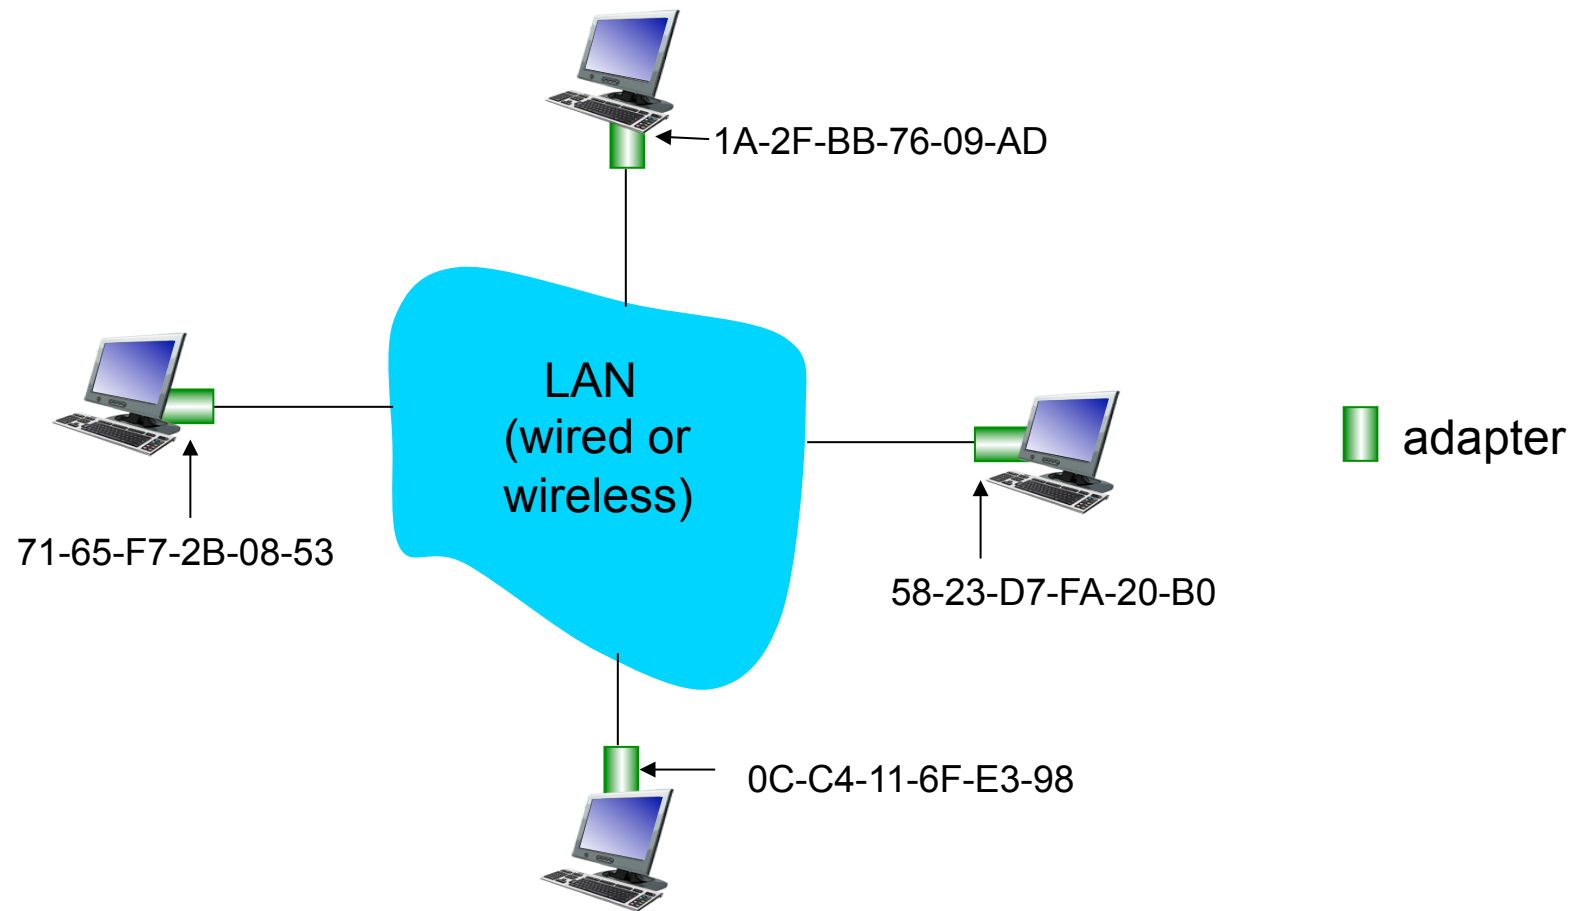 1A-2F-BB-76-09-AD
LAN
(wired or
wireless)
adapter
71-65-F7-2B-08-53
58-23-D7-FA-20-B0
0C-C4-11-6F-E3-98